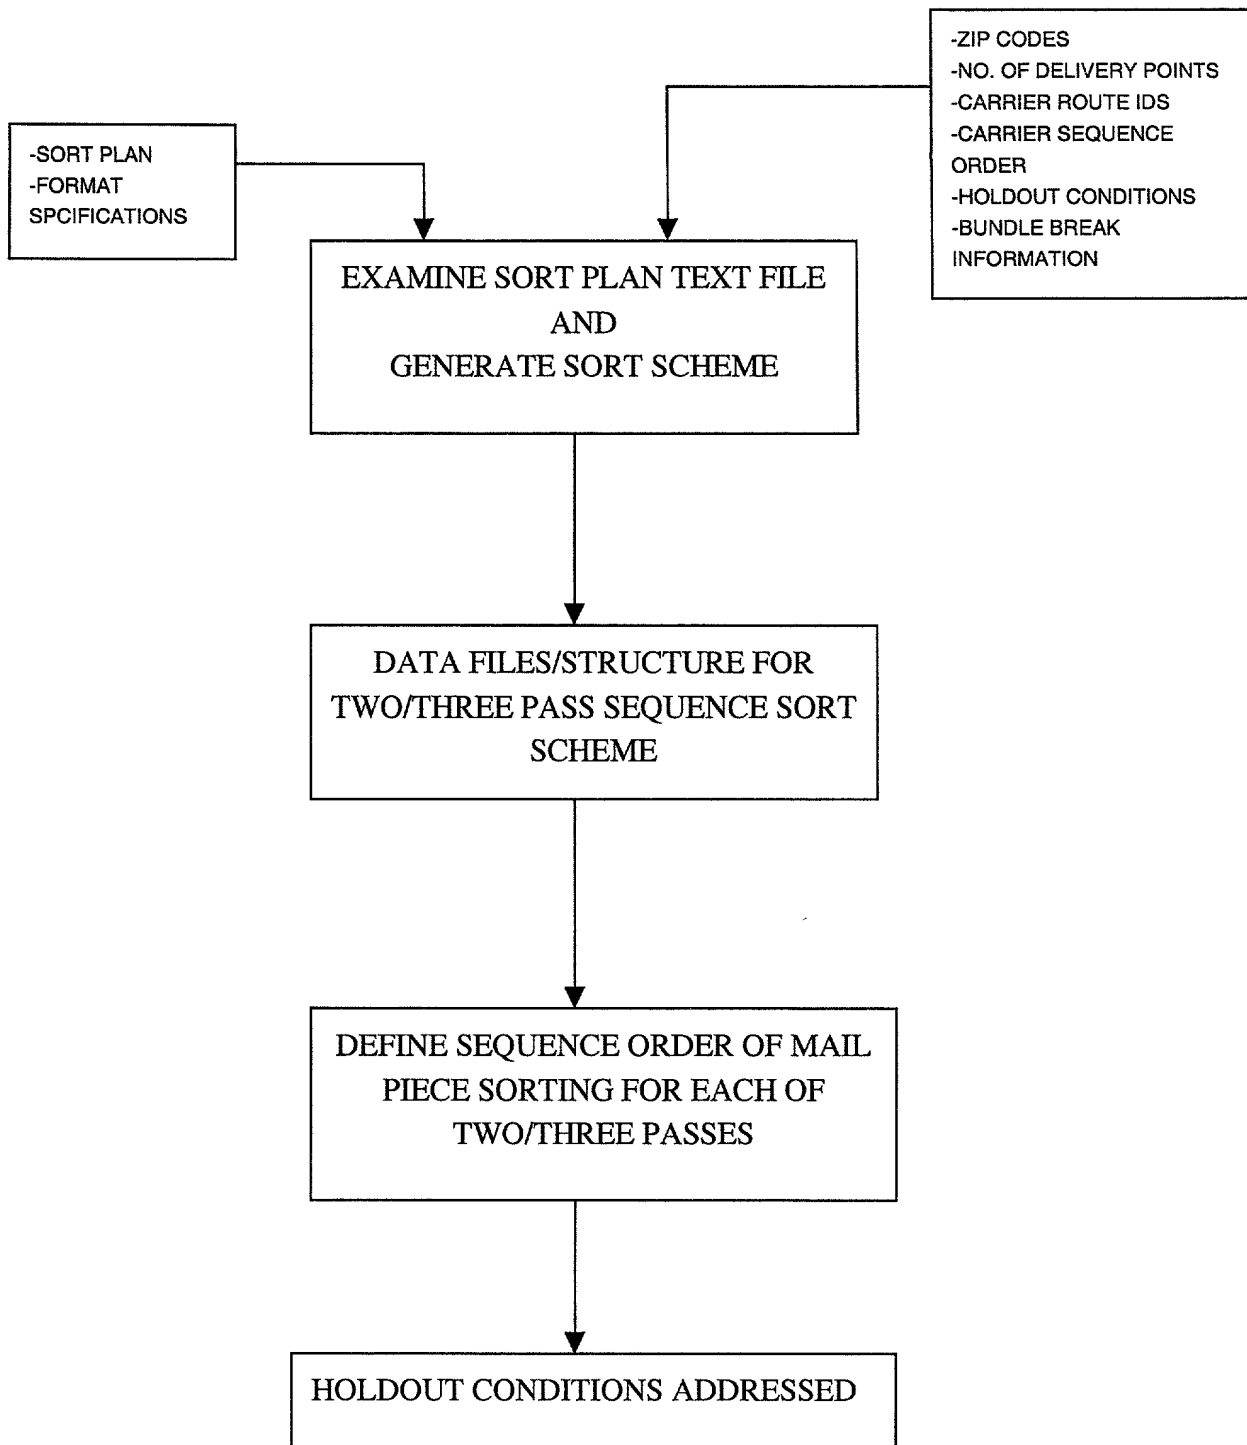 -ZIP CODES
-NO. OF DELIVERY POINTS
-CARRIER ROUTE IDS
-CARRIER SEQUENCE
ORDER
-HOLDOUT CONDITIONS
-BUNDLE BREAK
INFORMATION
-SORT PLAN
-FORMAT
SPCIFICATIONS
EXAMINE SORT PLAN TEXT FILE
AND
GENERATE SORT SCHEME
DATA FILES/STRUCTURE FOR
TWO/THREE PASS SEQUENCE SORT
SCHEME
DEFINE SEQUENCE ORDER OF MAIL
PIECE SORTING FOR EACH OF
TWO/THREE PASSES
HOLDOUT CONDITIONS ADDRESSED